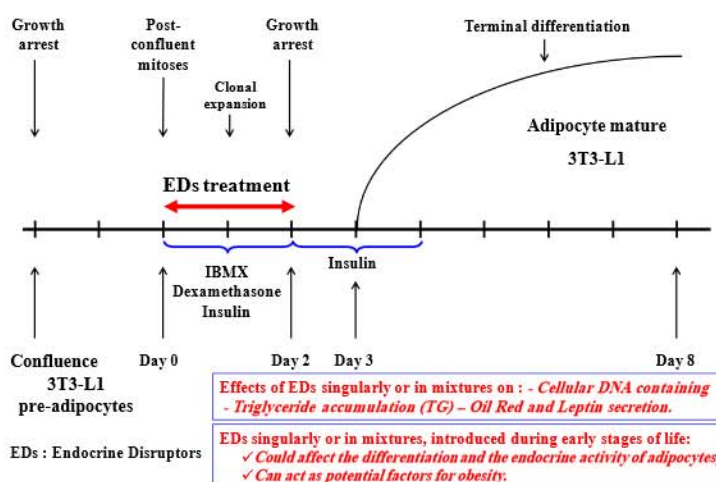 Growth arrest
Post-confluent mitoses
Growth arrest
Clonal expansion
Terminal differentiation
Adipocyte mature
3T3-L1
EDs treatment
IBMX
Dexamethasone
Insulin
Insulin
Confluence
3T3-L1
pre-adipocytes
Day 0
Day 2
Day 3
Day 8
Effects of EDs singularly or in mixtures on : - Cellular DNA containing
- Triglyceride accumulation (TG) – Oil Red and Leptin secretion.
EDs : Endocrine Disruptors
EDs singularly or in mixtures, introduced during early stages of life:
✓ Could affect the differentiation and the endocrine activity of adipocytes
✓ Can act as potential factors for obesity.